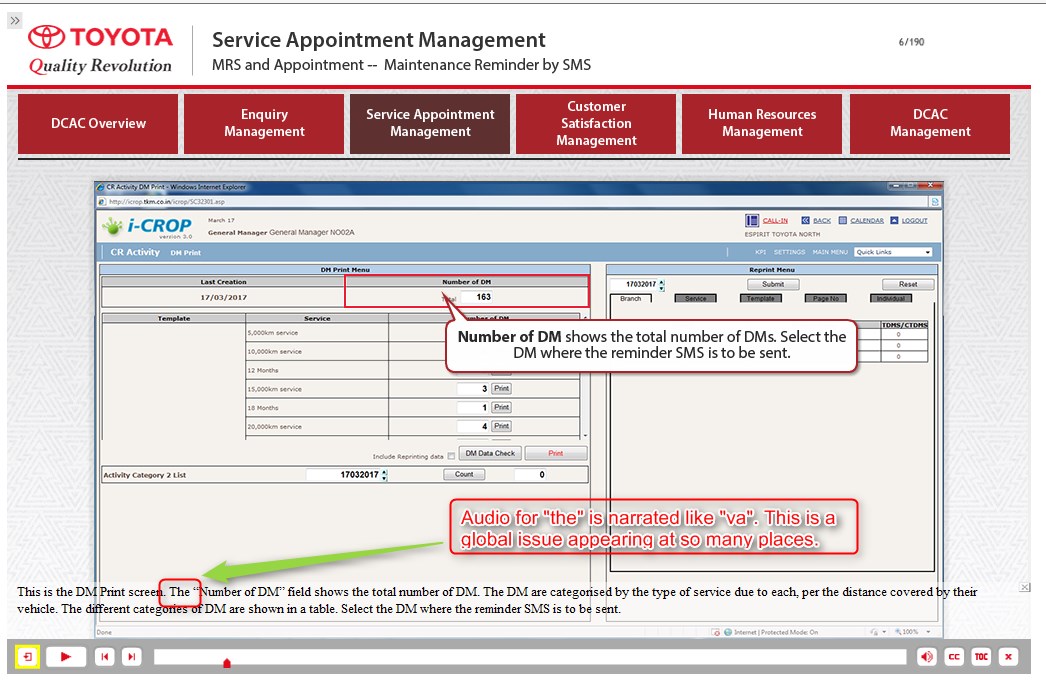 »
TOYOTA
Quality Revolution
Service Appointment Management
MRS and Appointment -- Maintenance Reminder by SMS
6/190
DCAC Overview
Enquiry
Management
Service Appointment
Management
Customer
Satisfaction
Management
Human Resources
Management
DCAC
Management
CR Activity DM Print - Windows Internet Explorer
http://icrop.tkm.co.in/icrop/SC32301.asp
i-CROP
version 3.0
March 17
General Manager General Manager NO02A
CALL-IN BACK CALENDAR LOGOUT
ESPIRIT TOYOTA NORTH
CR Activity DM Print
KPI SETTINGS MAIN MENU Quick Links
DM Print Menu
Last Creation Number of DM
17/03/2017 Total 163
Template Service Number of DM
5,000km service
10,000km service
12 Months
15,000km service 3 Print
18 Months 1 Print
20,000km service 4 Print
Include Reprinting data DM Data Check Print
Activity Category 2 List 17032017 Count 0
Reprint Menu
17032017 Submit Reset
Branch Service Template Page No Individual
TDMS/CTDMS
0
0
0
Number of DM shows the total number of DMs. Select the
DM where the reminder SMS is to be sent.
Audio for "the" is narrated like "va". This is a
global issue appearing at so many places.
This is the DM Print screen. The “Number of DM” field shows the total number of DM. The DM are categorised by the type of service due to each, per the distance covered by their
vehicle. The different categories of DM are shown in a table. Select the DM where the reminder SMS is to be sent.
Done
Internet | Protected Mode: On
100%
CC
TOC